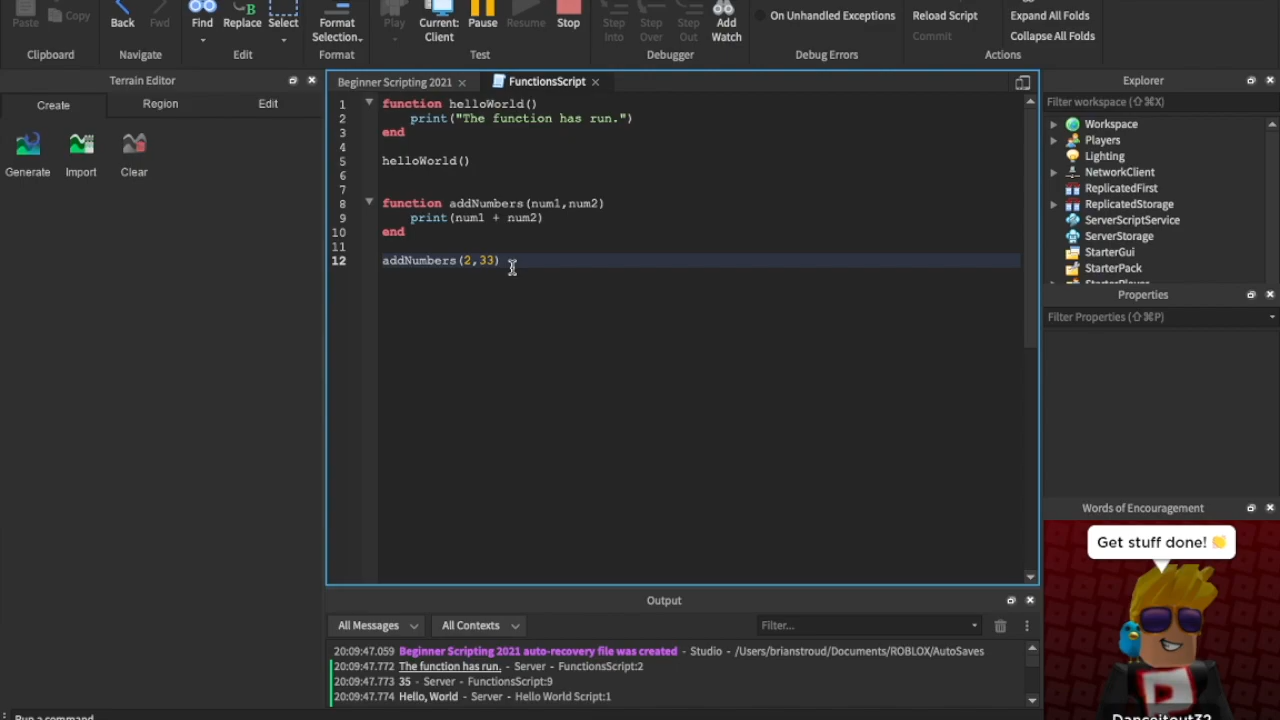 Paste
Copy
Clipboard
Back
Fwd
Navigate
Find
Replace
Select
Edit
Format
Selection
Format
Play
Current:
Client
Pause
Resume
Stop
Test
Step
Into
Step
Over
Step
Out
Add
Watch
Debugger
On Unhandled Exceptions
Debug Errors
Reload Script
Commit
Expand All Folds
Collapse All Folds
Actions
Terrain Editor
Create
Region
Edit
Generate
Import
Clear
Beginner Scripting 2021
FunctionsScript
1 function helloWorld()
2 print("The function has run.")
3 end
4
5 helloWorld()
6
7
8 function addNumbers(num1,num2)
9 print(num1 + num2)
10 end
11
12 addNumbers(2,33)
Explorer
Filter workspace (⇧⌘X)
Workspace
Players
Lighting
NetworkClient
ReplicatedFirst
ReplicatedStorage
ServerScriptService
ServerStorage
StarterGui
StarterPack
StarterPlayer
Properties
Filter Properties (⇧⌘P)
Words of Encouragement
Get stuff done! 👏
Danceitout32
Output
All Messages
All Contexts
Filter...
20:09:47.059 Beginner Scripting 2021 auto-recovery file was created - Studio - /Users/brianstroud/Documents/ROBLOX/AutoSaves
20:09:47.772 The function has run. - Server - FunctionsScript:2
20:09:47.773 35 - Server - FunctionsScript:9
20:09:47.774 Hello, World - Server - Hello World Script:1
Run a command